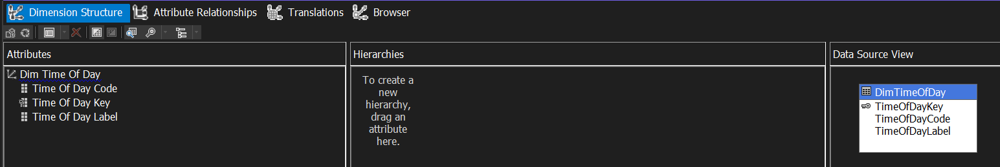 Dimension Structure Attribute Relationships Translations Browser
Attributes
Dim Time Of Day
Time Of Day Code
Time Of Day Key
Time Of Day Label
Hierarchies
To create a
new
hierarchy,
drag an
attribute
here.
Data Source View
DimTimeOfDay
TimeOfDayKey
TimeOfDayCode
TimeOfDayLabel